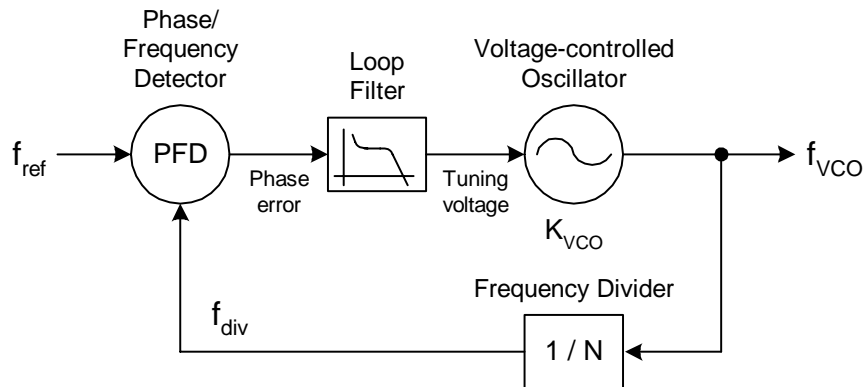 Phase/
Frequency
Detector
Loop
Filter
Voltage-controlled
Oscillator
f_ref
PFD
Phase
error
Tuning
voltage
f_VCO
K_VCO
Frequency Divider
f_div
1 / N